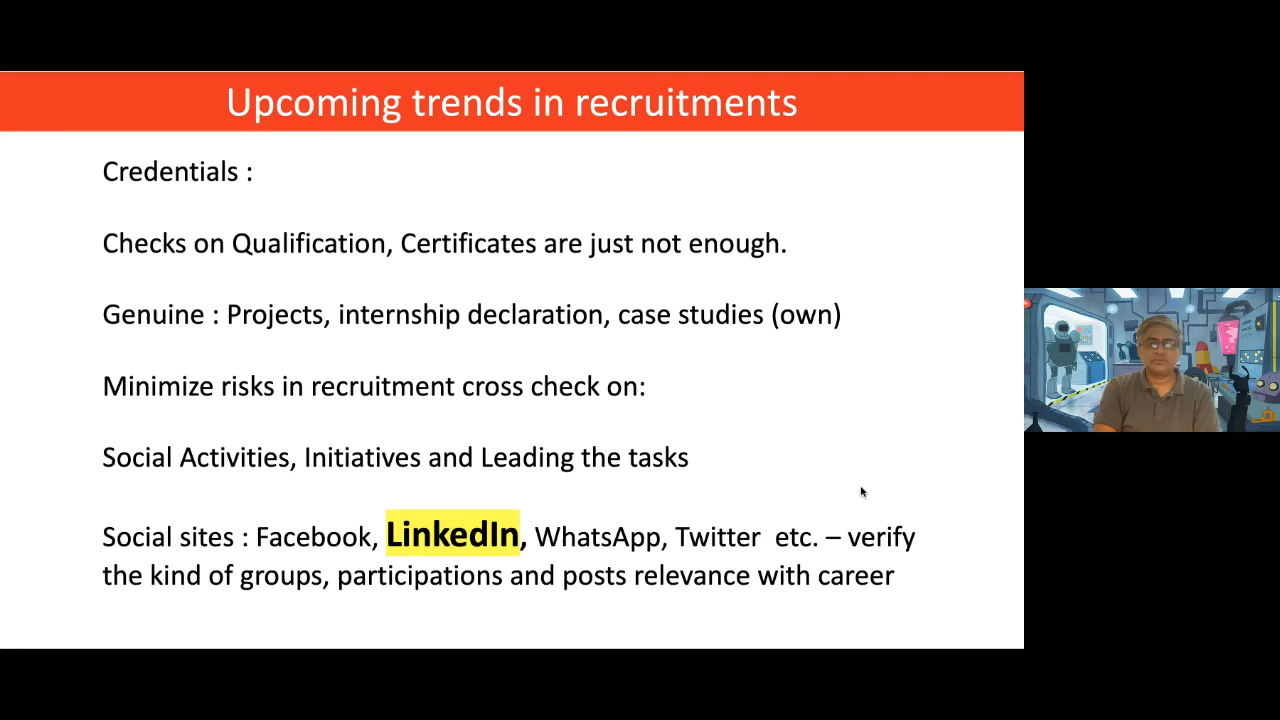 Upcoming trends in recruitments
Credentials :
Checks on Qualification, Certificates are just not enough.
Genuine : Projects, internship declaration, case studies (own)
Minimize risks in recruitment cross check on:
Social Activities, Initiatives and Leading the tasks
Social sites : Facebook, LinkedIn, WhatsApp, Twitter  etc. – verify
the kind of groups, participations and posts relevance with career